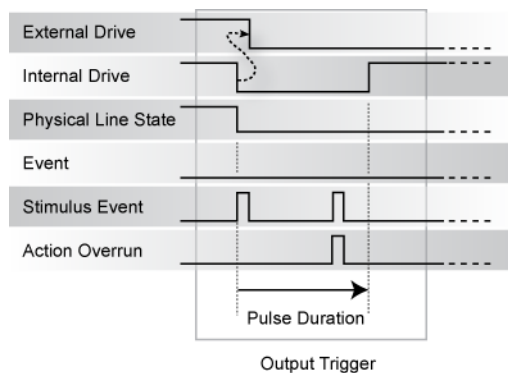 External Drive
Internal Drive
Physical Line State
Event
Stimulus Event
Action Overrun
Pulse Duration
Output Trigger